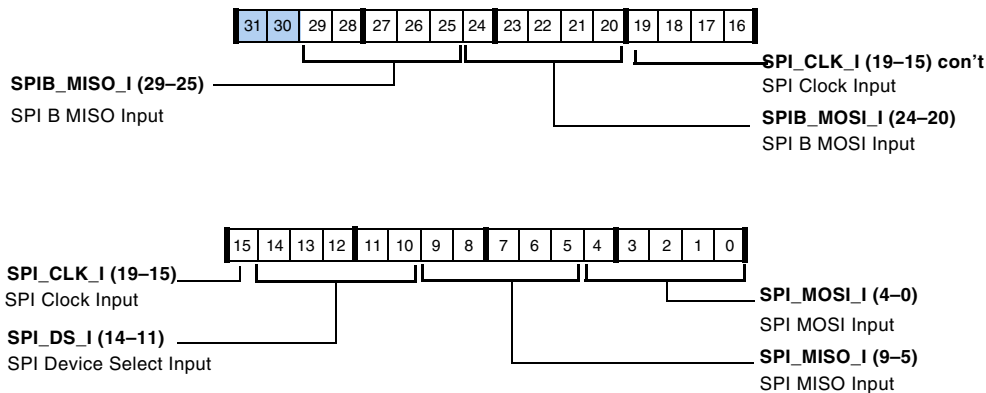 31 30 29 28 27 26 25 24 23 22 21 20 19 18 17 16
SPIB_MISO_I (29–25)
SPI B MISO Input
SPI_CLK_I (19–15) con't
SPI Clock Input
SPIB_MOSI_I (24–20)
SPI B MOSI Input
15 14 13 12 11 10 9 8 7 6 5 4 3 2 1 0
SPI_CLK_I (19–15)
SPI Clock Input
SPI_DS_I (14–11)
SPI Device Select Input
SPI_MOSI_I (4–0)
SPI MOSI Input
SPI_MISO_I (9–5)
SPI MISO Input